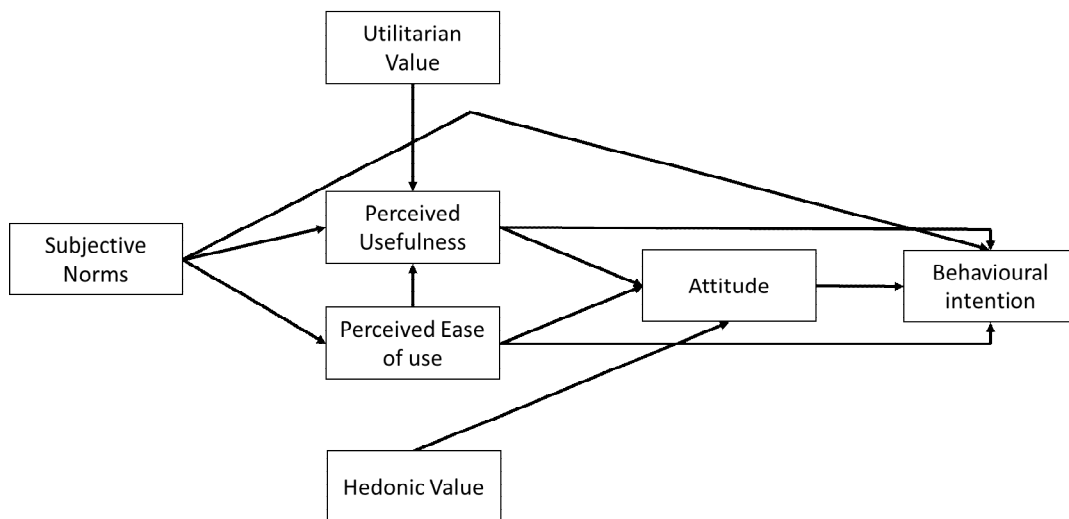 Utilitarian
Value
Subjective
Norms
Perceived
Usefulness
Perceived Ease
of use
Attitude
Behavioural
intention
Hedonic Value